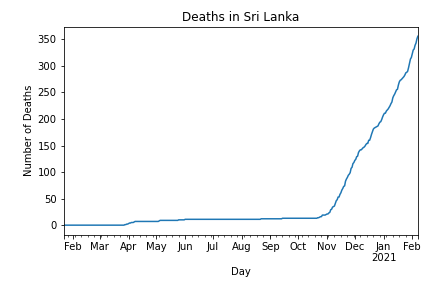 Deaths in Sri Lanka
350
300
250
200
150
100
50
0
Number of Deaths
Feb Mar Apr May Jun Jul Aug Sep Oct Nov Dec Jan Feb
2021
Day